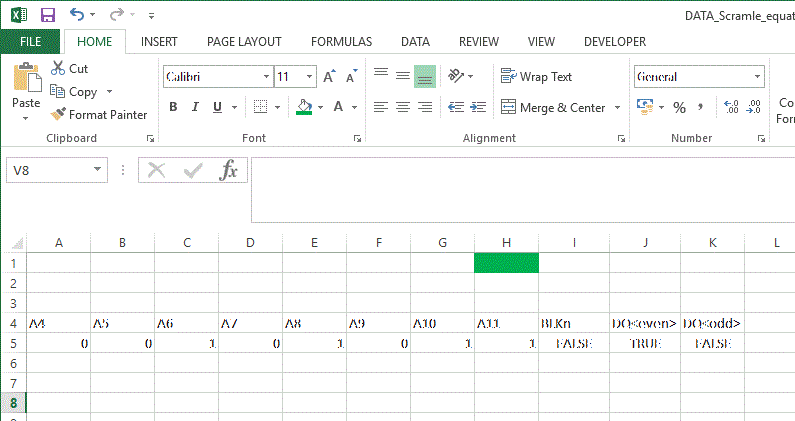 DATA_Scramle_equat
FILE HOME INSERT PAGE LAYOUT FORMULAS DATA REVIEW VIEW DEVELOPER
Cut
Copy
Format Painter
Paste
Clipboard
Calibri 11
B I U A
Font
Wrap Text
Merge & Center
Alignment
General
% , .00 .00
Number
Co
Form
V8 fx
A B C D E F G H I J K L
1
2
3
4 A4 A5 A6 A7 A8 A9 A10 A11 BLKn DQ<even> DQ<odd>
5 0 0 1 0 1 0 1 1 FALSE TRUE FALSE
6
7
8